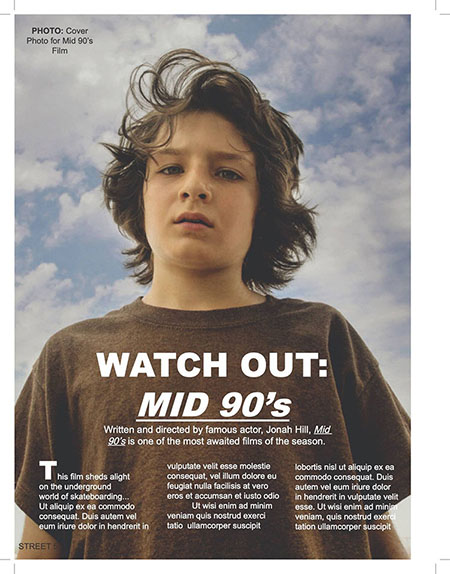 PHOTO: Cover
Photo for Mid 90's
Film
WATCH OUT:
MID 90's
Written and directed by famous actor, Jonah Hill, Mid
90's is one of the most awaited films of the season.
This film sheds alight
on the underground
world of skateboarding...
Ut aliquip ex ea commodo
consequat. Duis autem vel
eum iriure dolor in hendrerit in
vulputate velit esse molestie
consequat, vel illum dolore eu
feugiat nulla facilisis at vero
eros et accumsan et iusto odio
Ut wisi enim ad minim
veniam quis nostrud exerci
tatio ullamcorper suscipit
lobortis nisl ut aliquip ex ea
commodo consequat. Duis
autem vel eum iriure dolor
in hendrerit in vulputate velit
esse. Ut wisi enim ad minim
veniam, quis nostrud exerci
tation ullamcorper suscipit
STREET